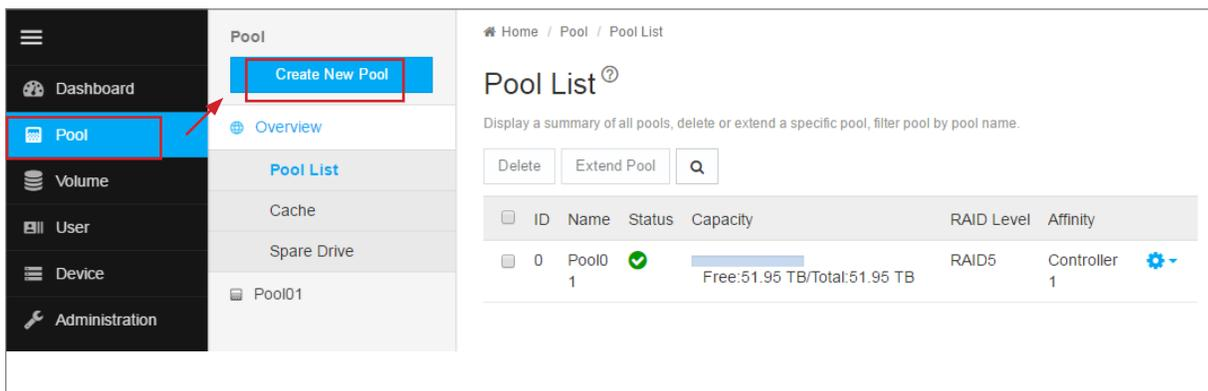 Dashboard
Pool
Volume
User
Device
Administration
Pool
Create New Pool
Overview
Pool List
Cache
Spare Drive
Pool01
Home / Pool / Pool List
Pool List ?
Display a summary of all pools, delete or extend a specific pool, filter pool by pool name.
Delete Extend Pool
ID Name Status Capacity RAID Level Affinity
0 Pool0 RAID5 Controller
1 Free:51.95 TB/Total:51.95 TB 1